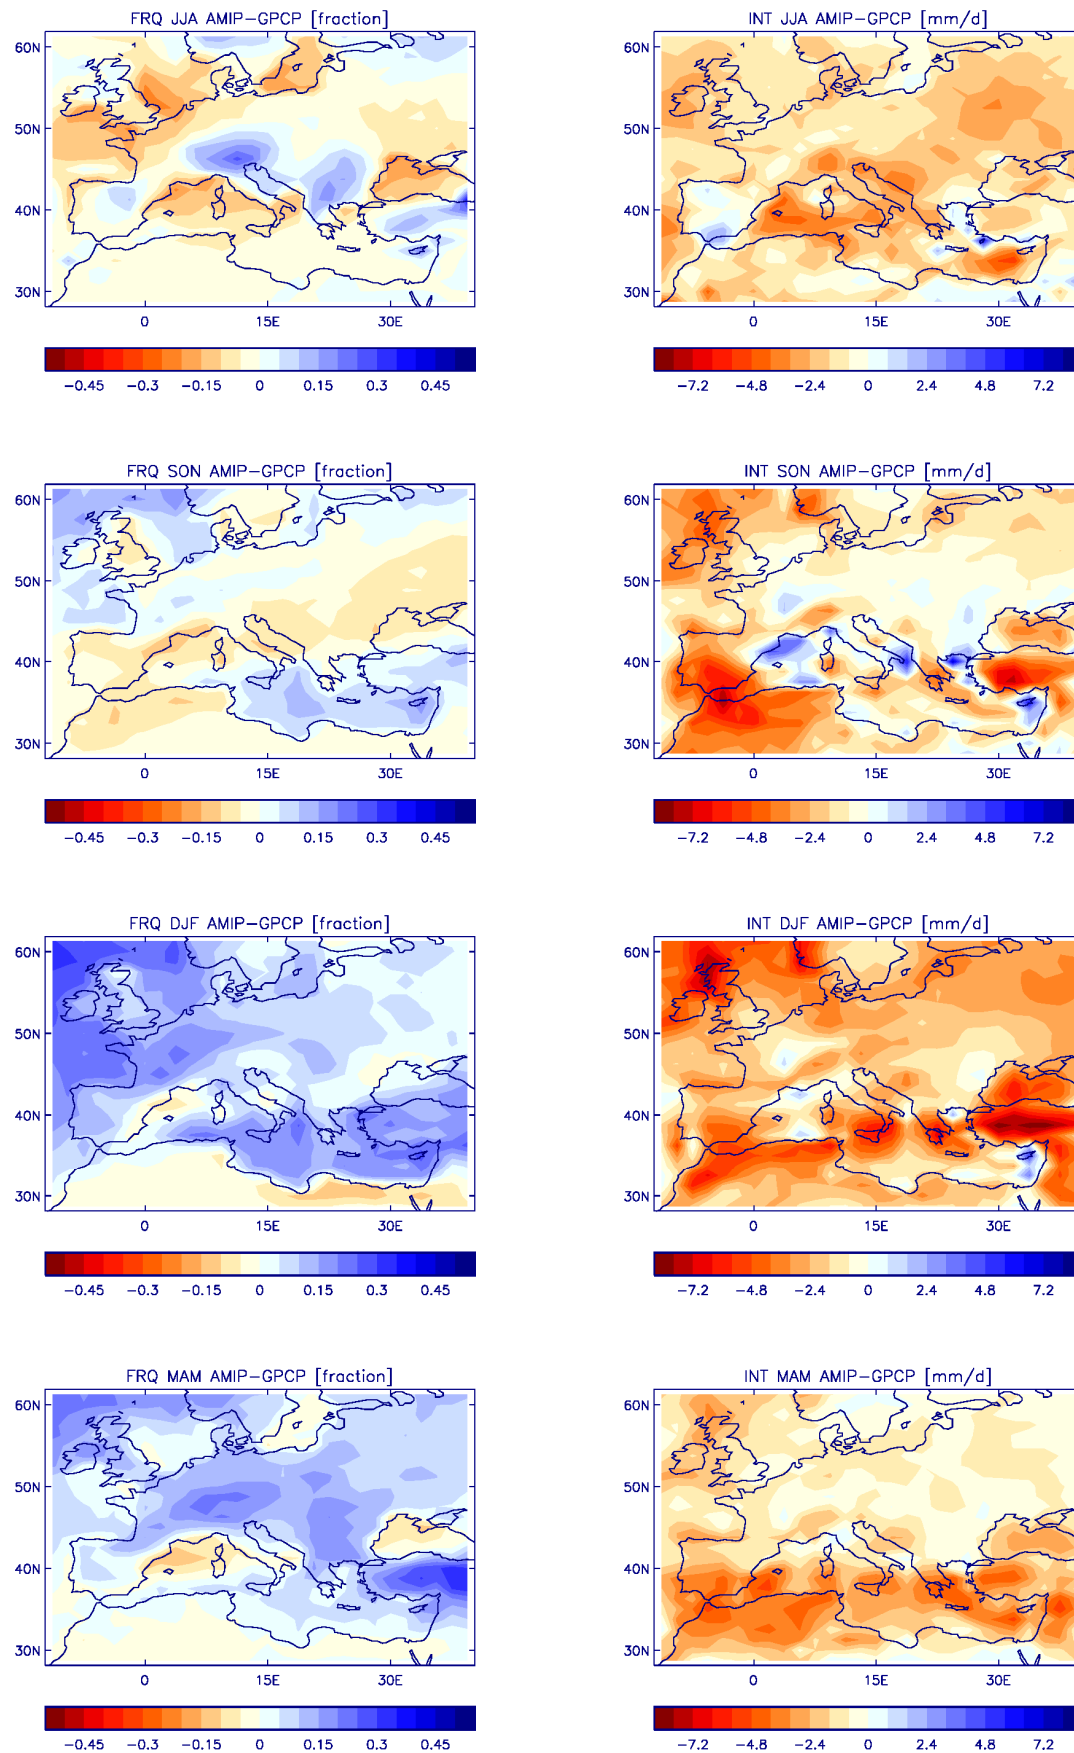 FRQ JJA AMIP-GPCP [fraction]
INT JJA AMIP-GPCP [mm/d]
60N
50N
40N
30N
0 15E 30E
60N
50N
40N
30N
0 15E 30E
-0.45 -0.3 -0.15 0 0.15 0.3 0.45
-7.2 -4.8 -2.4 0 2.4 4.8 7.2
FRQ SON AMIP-GPCP [fraction]
INT SON AMIP-GPCP [mm/d]
60N
50N
40N
30N
0 15E 30E
60N
50N
40N
30N
0 15E 30E
-0.45 -0.3 -0.15 0 0.15 0.3 0.45
-7.2 -4.8 -2.4 0 2.4 4.8 7.2
FRQ DJF AMIP-GPCP [fraction]
INT DJF AMIP-GPCP [mm/d]
60N
50N
40N
30N
0 15E 30E
60N
50N
40N
30N
0 15E 30E
-0.45 -0.3 -0.15 0 0.15 0.3 0.45
-7.2 -4.8 -2.4 0 2.4 4.8 7.2
FRQ MAM AMIP-GPCP [fraction]
INT MAM AMIP-GPCP [mm/d]
60N
50N
40N
30N
0 15E 30E
60N
50N
40N
30N
0 15E 30E
-0.45 -0.3 -0.15 0 0.15 0.3 0.45
-7.2 -4.8 -2.4 0 2.4 4.8 7.2